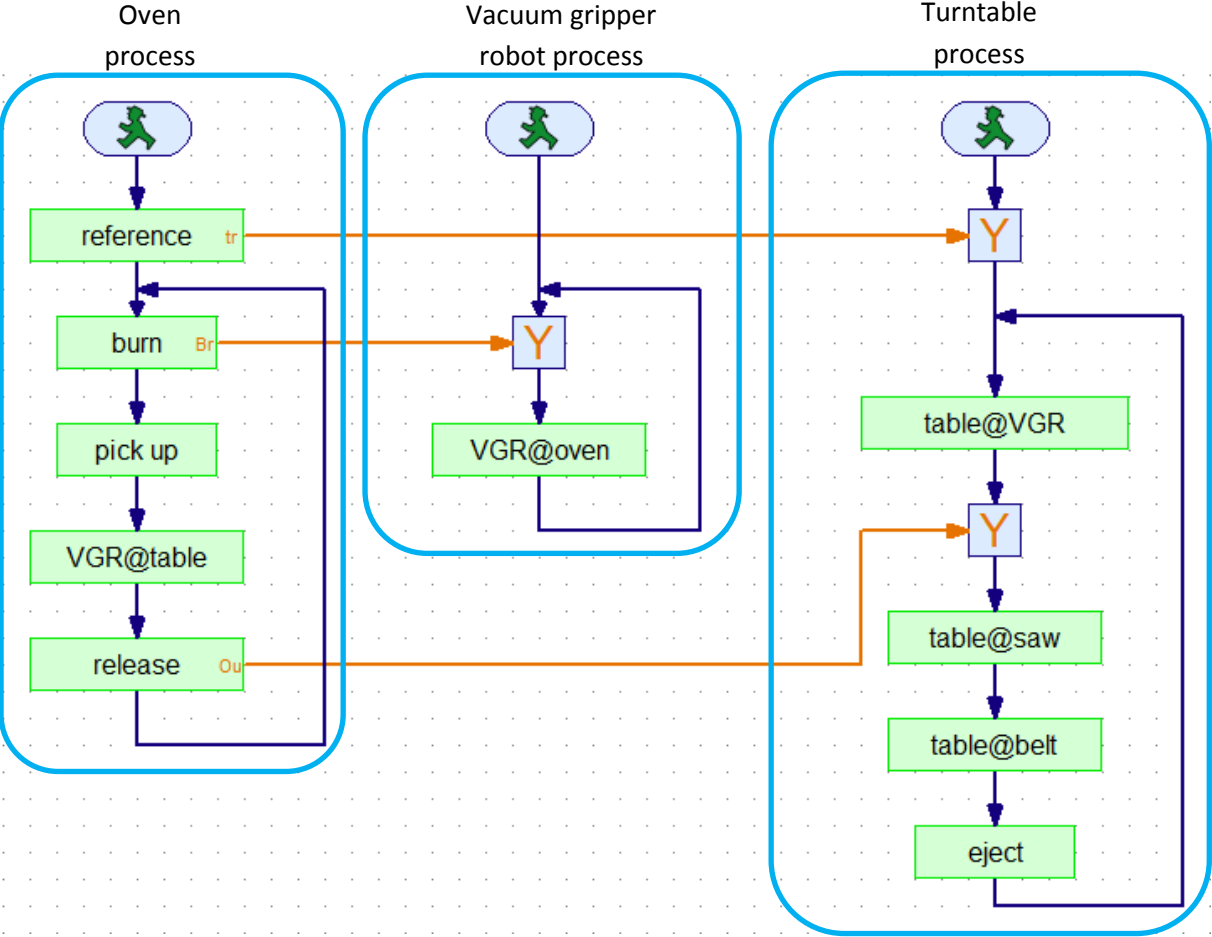 Oven
process
Vacuum gripper
robot process
Turntable
process
reference tr
Y
burn Br
Y
pick up
VGR@oven
table@VGR
VGR@table
Y
release Ou
table@saw
table@belt
eject